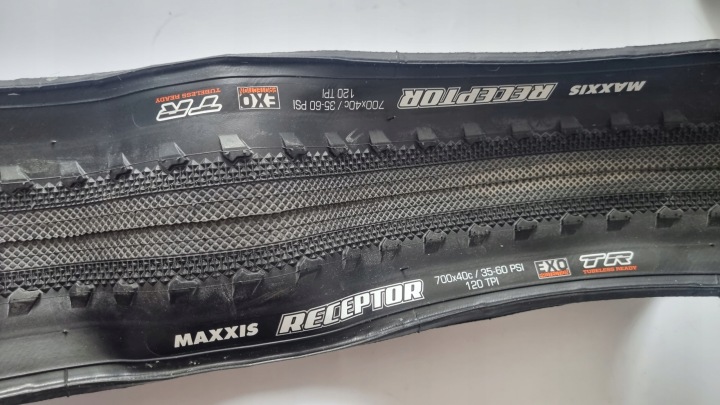 MAXXIS RECEPTOR 700x40c / 35-60 PSI EXO TR
120 TPI TUBELESS READY
MAXXIS RECEPTOR 700x40c / 35-60 PSI EXO TR
120 TPI TUBELESS READY